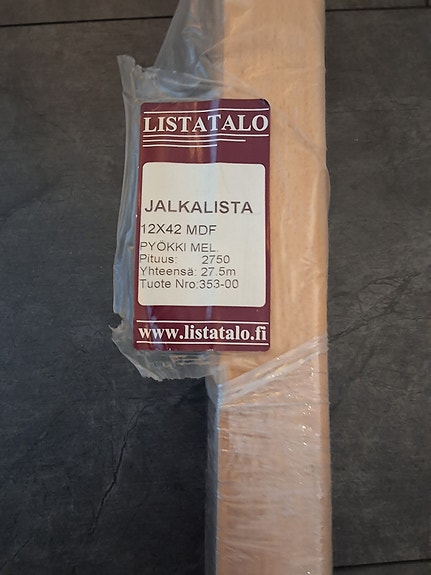 LISTATALO
JALKALISTA
12X42 MDF
PYÖKKI MEL.
Pituus: 2750
Yhteensä: 27.5m
Tuote Nro:353-00
www.listatalo.fi